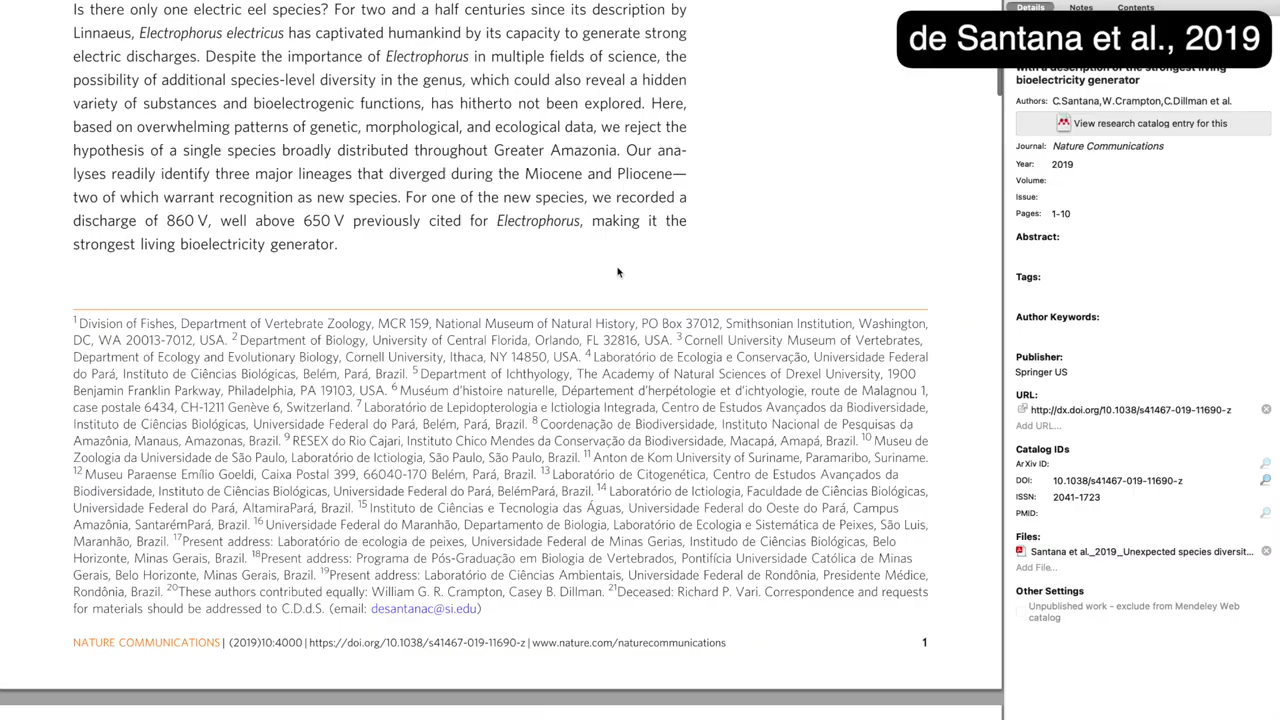 Is there only one electric eel species? For two and a half centuries since its description by
Linnaeus, Electrophorus electricus has captivated humankind by its capacity to generate strong
electric discharges. Despite the importance of Electrophorus in multiple fields of science, the
possibility of additional species-level diversity in the genus, which could also reveal a hidden
variety of substances and bioelectrogenic functions, has hitherto not been explored. Here,
based on overwhelming patterns of genetic, morphological, and ecological data, we reject the
hypothesis of a single species broadly distributed throughout Greater Amazonia. Our ana-
lyses readily identify three major lineages that diverged during the Miocene and Pliocene—
two of which warrant recognition as new species. For one of the new species, we recorded a
discharge of 860 V, well above 650 V previously cited for Electrophorus, making it the
strongest living bioelectricity generator.
1 Division of Fishes, Department of Vertebrate Zoology, MCR 159, National Museum of Natural History, PO Box 37012, Smithsonian Institution, Washington,
DC, WA 20013-7012, USA. 2 Department of Biology, University of Central Florida, Orlando, FL 32816, USA. 3 Cornell University Museum of Vertebrates,
Department of Ecology and Evolutionary Biology, Cornell University, Ithaca, NY 14850, USA. 4 Laboratório de Ecologia e Conservação, Universidade Federal
do Pará, Instituto de Ciências Biológicas, Belém, Pará, Brazil. 5 Department of Ichthyology, The Academy of Natural Sciences of Drexel University, 1900
Benjamin Franklin Parkway, Philadelphia, PA 19103, USA. 6 Muséum d'histoire naturelle, Département d'herpétologie et d'ichtyologie, route de Malagnou 1,
case postale 6434, CH-1211 Genève 6, Switzerland. 7 Laboratório de Lepidopterologia e Ictiologia Integrada, Centro de Estudos Avançados da Biodiversidade,
Instituto de Ciências Biológicas, Universidade Federal do Pará, Belém, Pará, Brazil. 8 Coordenação de Biodiversidade, Instituto Nacional de Pesquisas da
Amazônia, Manaus, Amazonas, Brazil. 9 RESEX do Rio Cajari, Instituto Chico Mendes da Conservação da Biodiversidade, Macapá, Amapá, Brazil. 10 Museu de
Zoologia da Universidade de São Paulo, Laboratório de Ictiologia, São Paulo, São Paulo, Brazil. 11 Anton de Kom University of Suriname, Paramaribo, Suriname.
12 Museu Paraense Emílio Goeldi, Caixa Postal 399, 66040-170 Belém, Pará, Brazil. 13 Laboratório de Citogenética, Centro de Estudos Avançados da
Biodiversidade, Instituto de Ciências Biológicas, Universidade Federal do Pará, BelémPará, Brazil. 14 Laboratório de Ictiologia, Faculdade de Ciências Biológicas,
Universidade Federal do Pará, AltamiraPará, Brazil. 15 Instituto de Ciências e Tecnologia das Águas, Universidade Federal do Oeste do Pará, Campus
Amazônia, SantarémPará, Brazil. 16 Universidade Federal do Maranhão, Departamento de Biologia, Laboratório de Ecologia e Sistemática de Peixes, São Luis,
Maranhão, Brazil. 17Present address: Laboratório de ecologia de peixes, Universidade Federal de Minas Gerias, Institudo de Ciências Biológicas, Belo
Horizonte, Minas Gerais, Brazil. 18Present address: Programa de Pós-Graduação em Biologia de Vertebrados, Pontifícia Universidade Católica de Minas
Gerais, Belo Horizonte, Minas Gerais, Brazil. 19Present address: Laboratório de Ciências Ambientais, Universidade Federal de Rondônia, Presidente Médice,
Rondônia, Brazil. 20These authors contributed equally: William G. R. Crampton, Casey B. Dillman. 21Deceased: Richard P. Vari. Correspondence and requests
for materials should be addressed to C.D.d.S. (email: desantanac@si.edu)
NATURE COMMUNICATIONS | (2019)10:4000 | https://doi.org/10.1038/s41467-019-11690-z | www.nature.com/naturecommunications 1
Details Notes Contents
de Santana et al., 2019
bioelectricity generator
Authors: C.Santana,W.Crampton,C.Dillman et al.
View research catalog entry for this
Journal: Nature Communications
Year: 2019
Volume:
Issue:
Pages: 1-10
Abstract:
Tags:
Author Keywords:
Publisher:
Springer US
URL:
http://dx.doi.org/10.1038/s41467-019-11690-z
Add URL...
Catalog IDs
ArXiv ID:
DOI: 10.1038/s41467-019-11690-z
ISSN: 2041-1723
PMID:
Files:
Santana et al._2019_Unexpected species diversit...
Add File...
Other Settings
Unpublished work - exclude from Mendeley Web
catalog